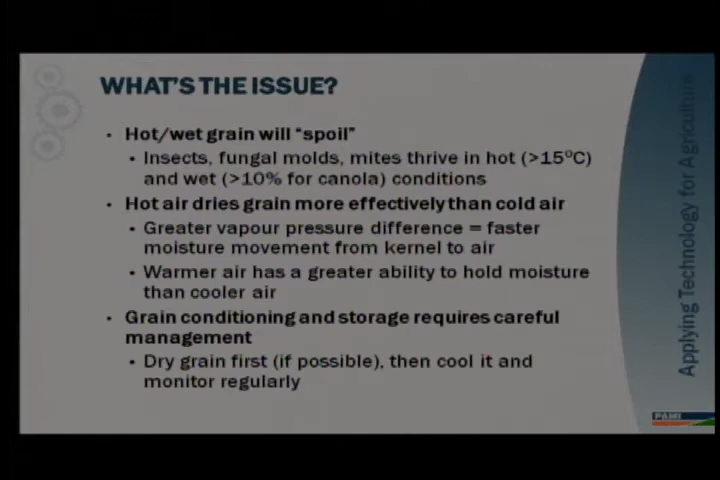 WHAT'S THE ISSUE?
• Hot/wet grain will “spoil”
• Insects, fungal molds, mites thrive in hot (>15ºC)
and wet (>10% for canola) conditions
• Hot air dries grain more effectively than cold air
• Greater vapour pressure difference = faster
moisture movement from kernel to air
• Warmer air has a greater ability to hold moisture
than cooler air
• Grain conditioning and storage requires careful
management
• Dry grain first (if possible), then cool it and
monitor regularly
Applying Technology for Agriculture
PAMI